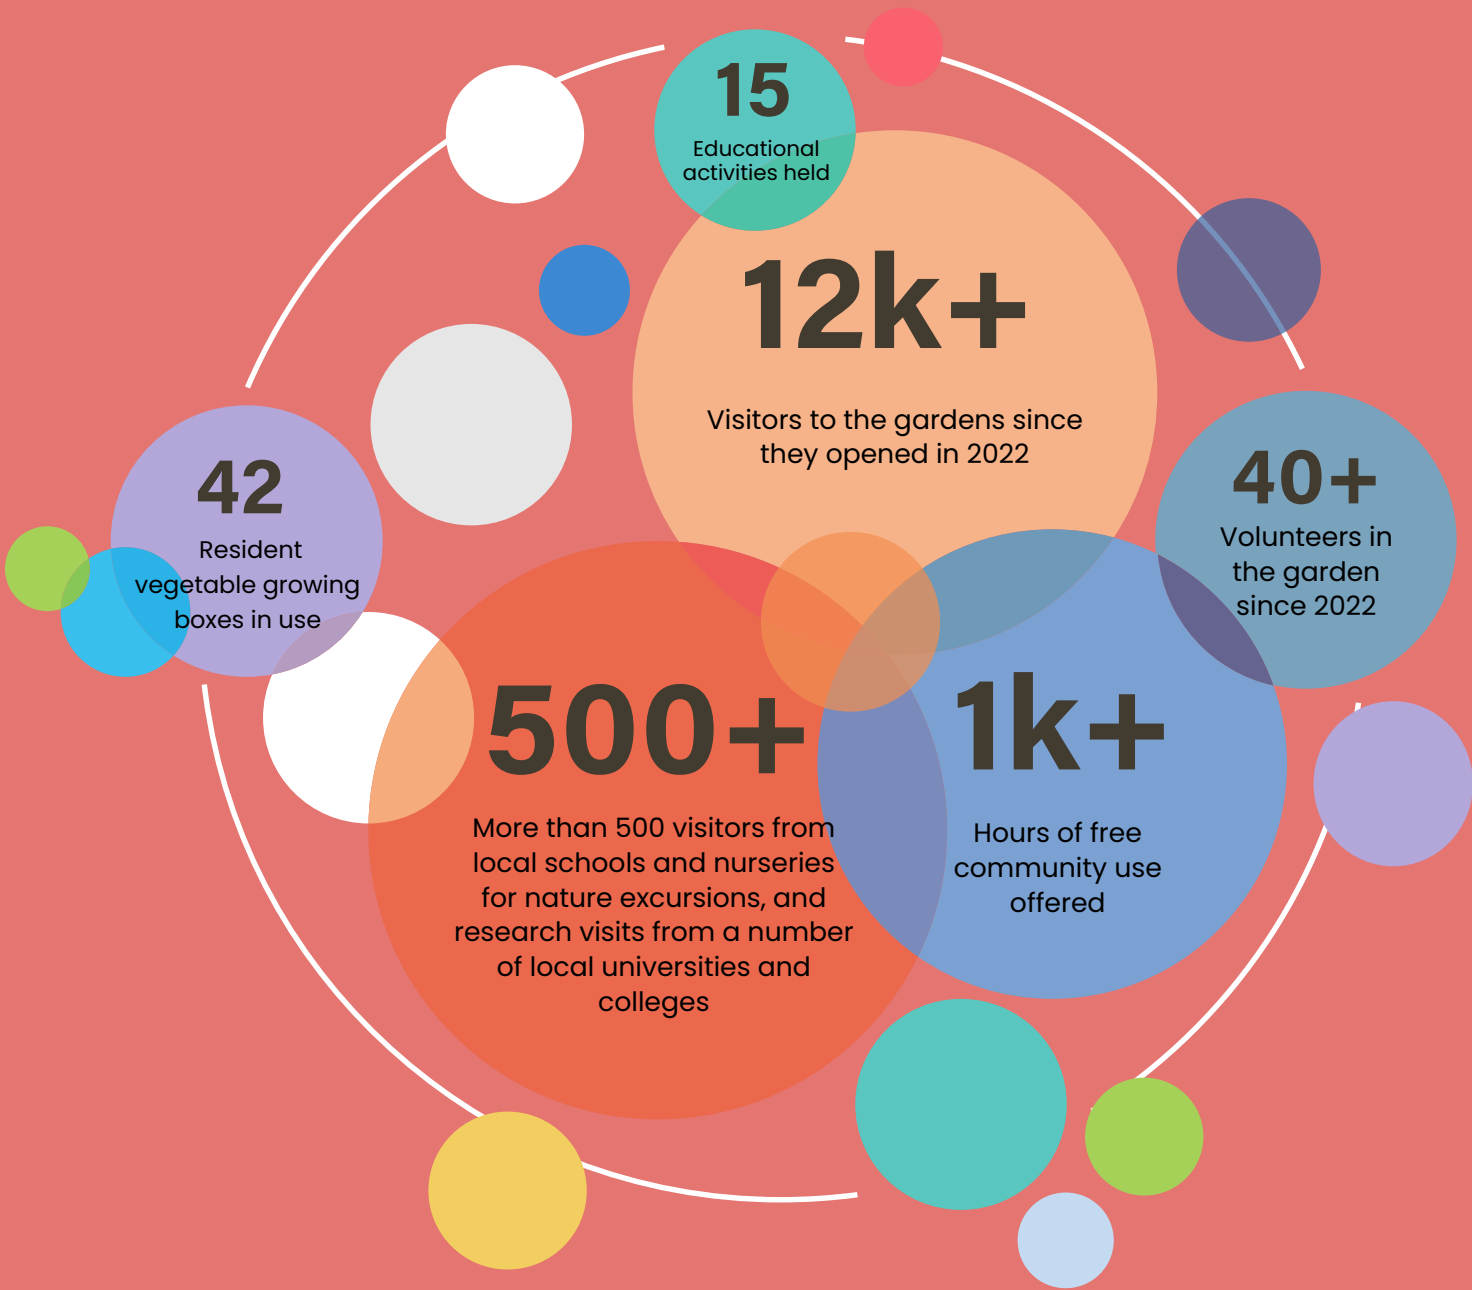 15
Educational
activities held
12k+
Visitors to the gardens since
they opened in 2022
42
Resident
vegetable growing
boxes in use
40+
Volunteers in
the garden
since 2022
500+
More than 500 visitors from
local schools and nurseries
for nature excursions, and
research visits from a number
of local universities and
colleges
1k+
Hours of free
community use
offered